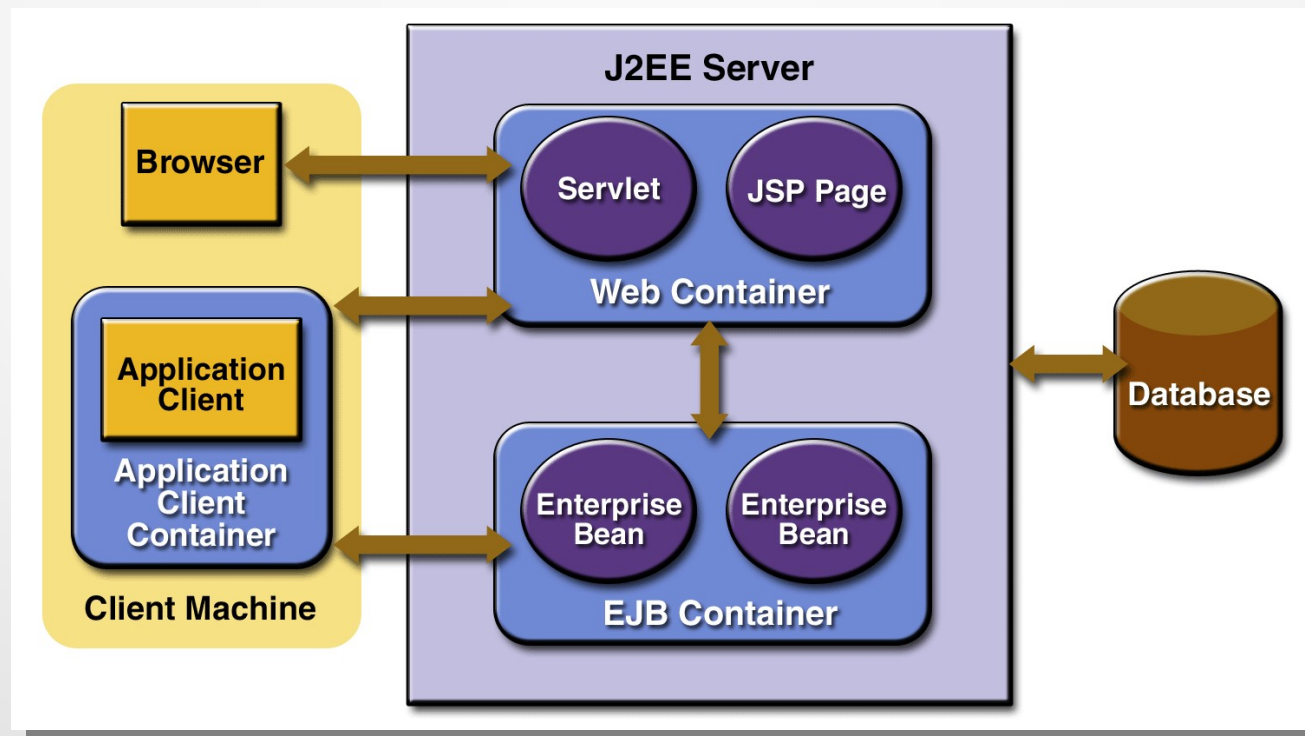 J2EE Server
Browser
Servlet
JSP Page
Web Container
Application
Client
Application
Client
Container
Client Machine
Enterprise
Bean
Enterprise
Bean
EJB Container
Database